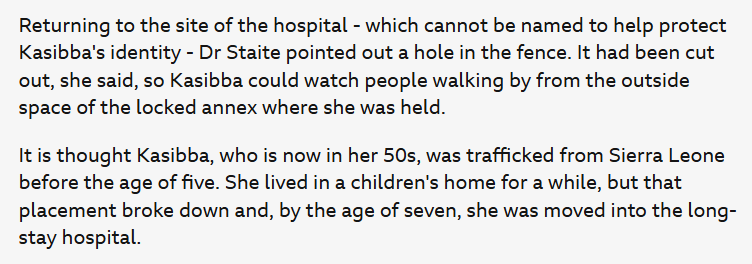 Returning to the site of the hospital - which cannot be named to help protect
Kasibba's identity - Dr Staite pointed out a hole in the fence. It had been cut
out, she said, so Kasibba could watch people walking by from the outside
space of the locked annex where she was held.
It is thought Kasibba, who is now in her 50s, was trafficked from Sierra Leone
before the age of five. She lived in a children's home for a while, but that
placement broke down and, by the age of seven, she was moved into the long-
stay hospital.